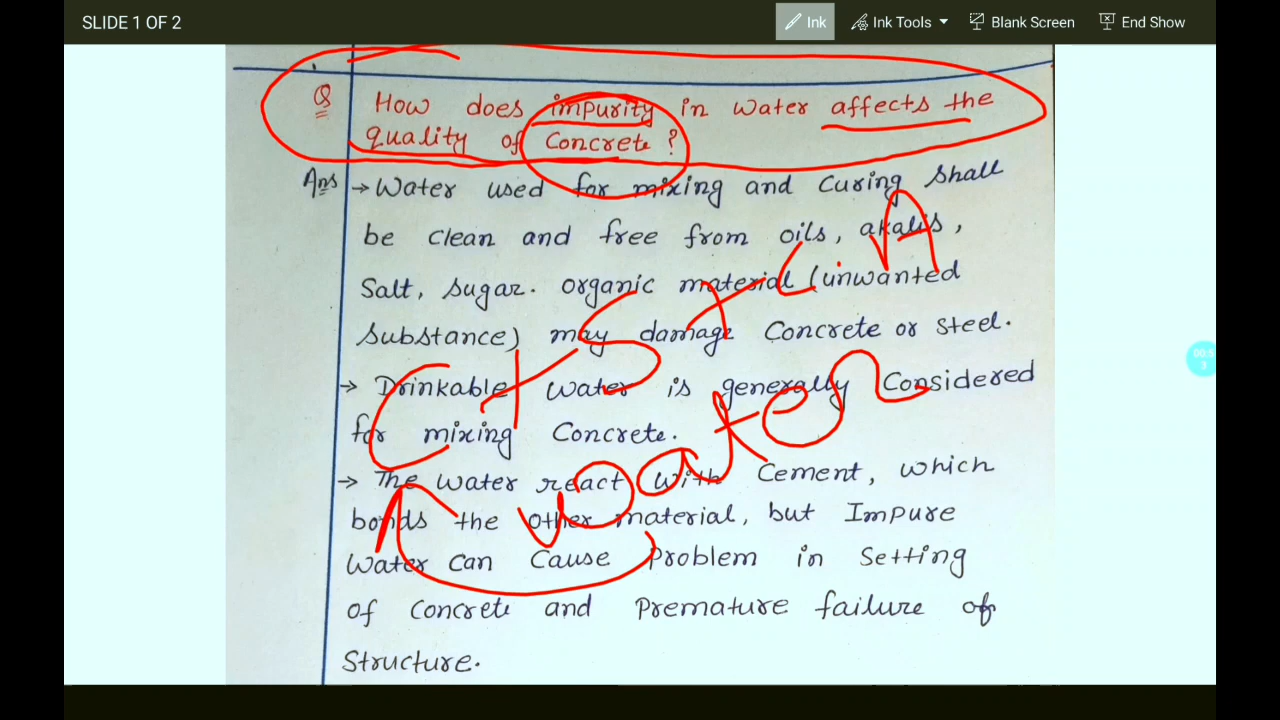 SLIDE 1 OF 2
Ink
Ink Tools
Blank Screen
End Show
Q How does impurity in water affects the
quality of Concrete ?
Ans → Water used for mixing and Curing Shall
be clean and free from oils, akalis,
Salt, sugar. organic material (unwanted
Substance) may damage Concrete or steel.
→ Drinkable water is generally Considered
for mixing Concrete.
→ The water react with Cement, which
bonds the other material, but Impure
Water can Cause Problem in Setting
of Concrete and Premature failure of
Structure.
C+S+C A
water